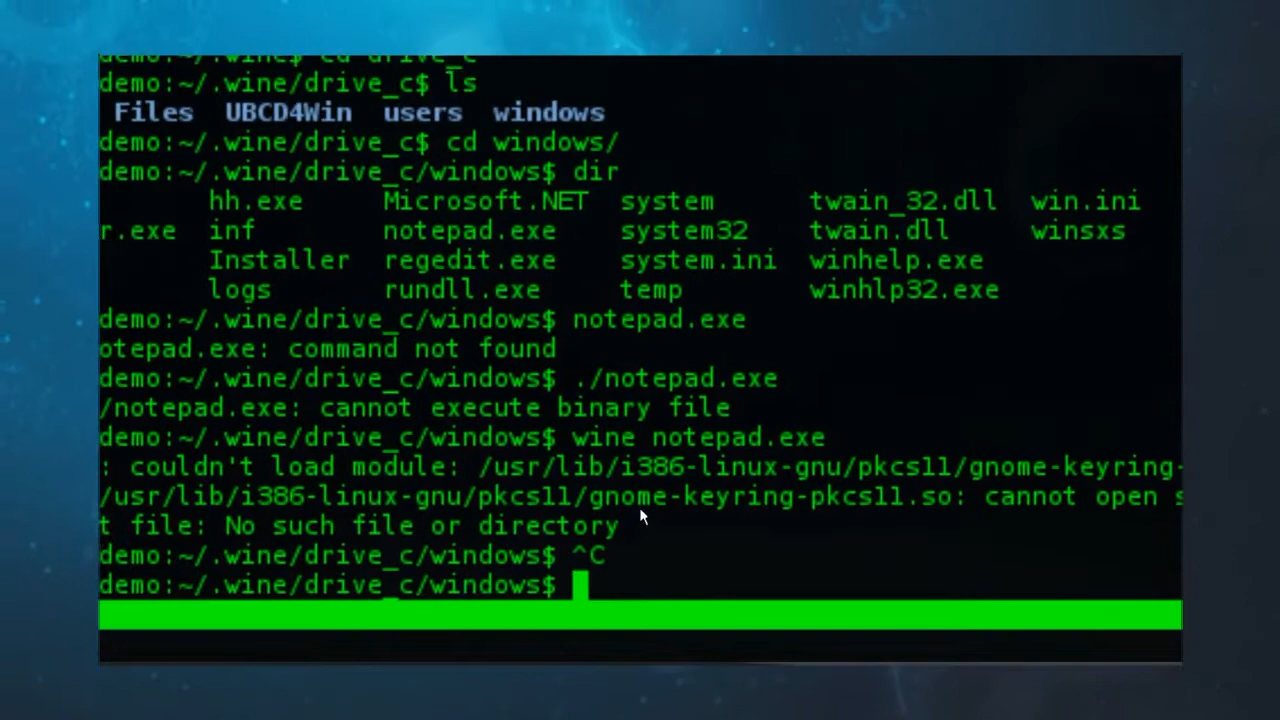 demo:~/.wine$ cd drive_c
demo:~/.wine/drive_c$ ls
Files  UBCD4Win  users  windows
demo:~/.wine/drive_c$ cd windows/
demo:~/.wine/drive_c/windows$ dir
hh.exe  Microsoft.NET  system  twain_32.dll  win.ini
r.exe  inf  notepad.exe  system32  twain.dll  winsxs
Installer  regedit.exe  system.ini  winhelp.exe
logs  rundll.exe  temp  winhlp32.exe
demo:~/.wine/drive_c/windows$ notepad.exe
otepad.exe: command not found
demo:~/.wine/drive_c/windows$ ./notepad.exe
/notepad.exe: cannot execute binary file
demo:~/.wine/drive_c/windows$ wine notepad.exe
: couldn't load module: /usr/lib/i386-linux-gnu/pkcs11/gnome-keyring-
/usr/lib/i386-linux-gnu/pkcs11/gnome-keyring-pkcs11.so: cannot open s
t file: No such file or directory
demo:~/.wine/drive_c/windows$ ^C
demo:~/.wine/drive_c/windows$